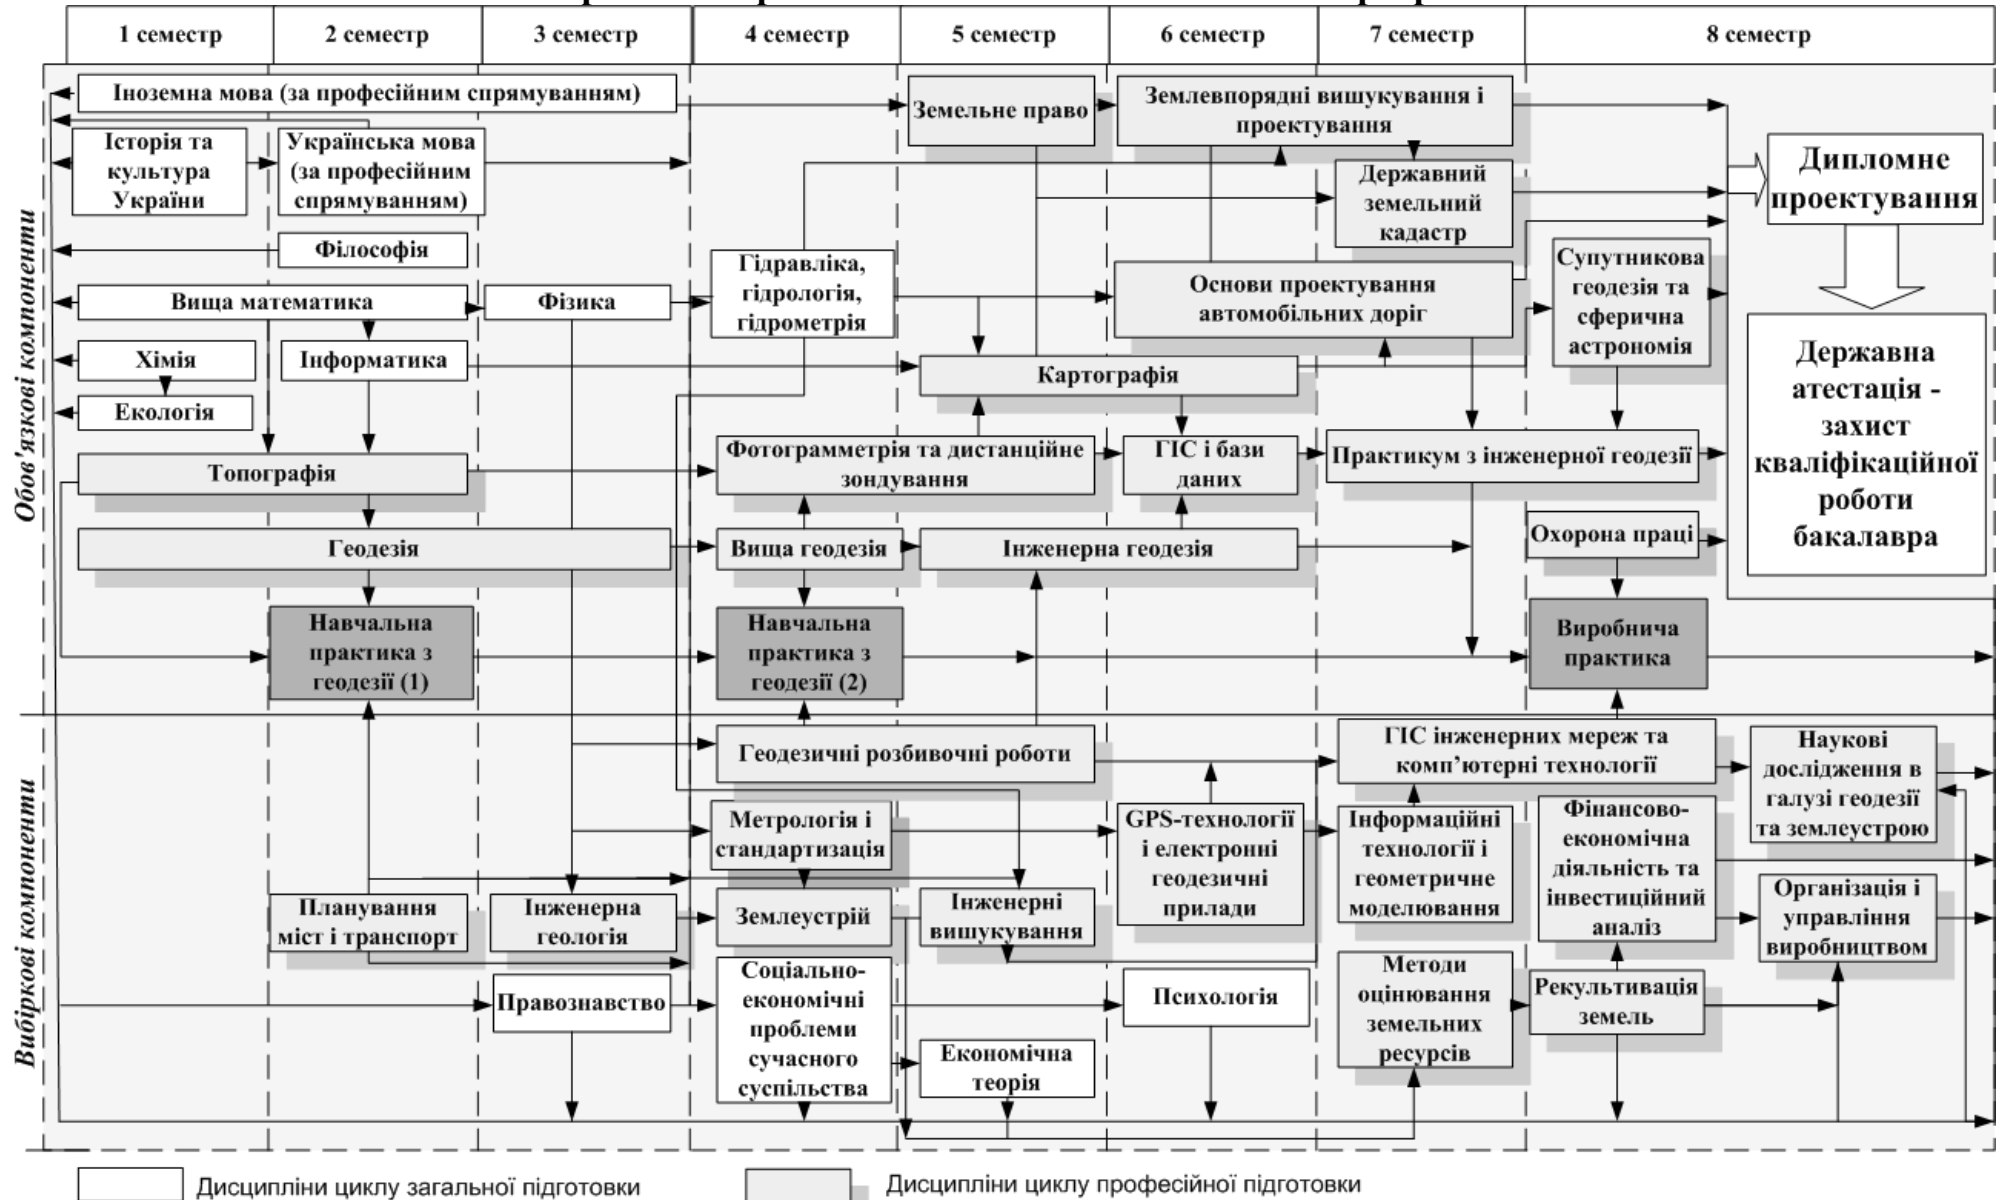 1 семестр
2 семестр
3 семестр
4 семестр
5 семестр
6 семестр
7 семестр
8 семестр
Обов'язкові компоненти
Іноземна мова (за професійним спрямуванням)
Земельне право
Землевпорядні вишукування і
проектування
Історія та
культура
України
Українська мова
(за професійним
спрямуванням)
Державний
земельний
кадастр
Дипломне
проектування
Філософія
Гідравліка,
гідрологія,
гідрометрія
Основи проектування
автомобільних доріг
Супутникова
геодезія та
сферична
астрономія
Вища математика
Фізика
Хімія
Інформатика
Картографія
Державна
атестація -
захист
кваліфікаційної
роботи
бакалавра
Екологія
Топографія
Фотограмметрія та дистанційне
зондування
ГІС і бази
даних
Практикум з інженерної геодезії
Геодезія
Вища геодезія
Інженерна геодезія
Охорона праці
Навчальна
практика з
геодезії (1)
Навчальна
практика з
геодезії (2)
Виробнича
практика
Вибіркові компоненти
Геодезичні розбивочні роботи
ГІС інженерних мереж та
комп’ютерні технології
Наукові
дослідження в
галузі геодезії
та землеустрою
Метрологія і
стандартизація
GPS-технології
і електронні
геодезичні
прилади
Інформаційні
технології і
геометричне
моделювання
Фінансово-
економічна
діяльність та
інвестиційний
аналіз
Планування
міст і транспорт
Інженерна
геологія
Землеустрій
Інженерні
вишукування
Організація і
управління
виробництвом
Правознавство
Соціально-
економічні
проблеми
сучасного
суспільства
Психологія
Методи
оцінювання
земельних
ресурсів
Рекультивація
земель
Економічна
теорія
Дисципліни циклу загальної підготовки
Дисципліни циклу професійної підготовки